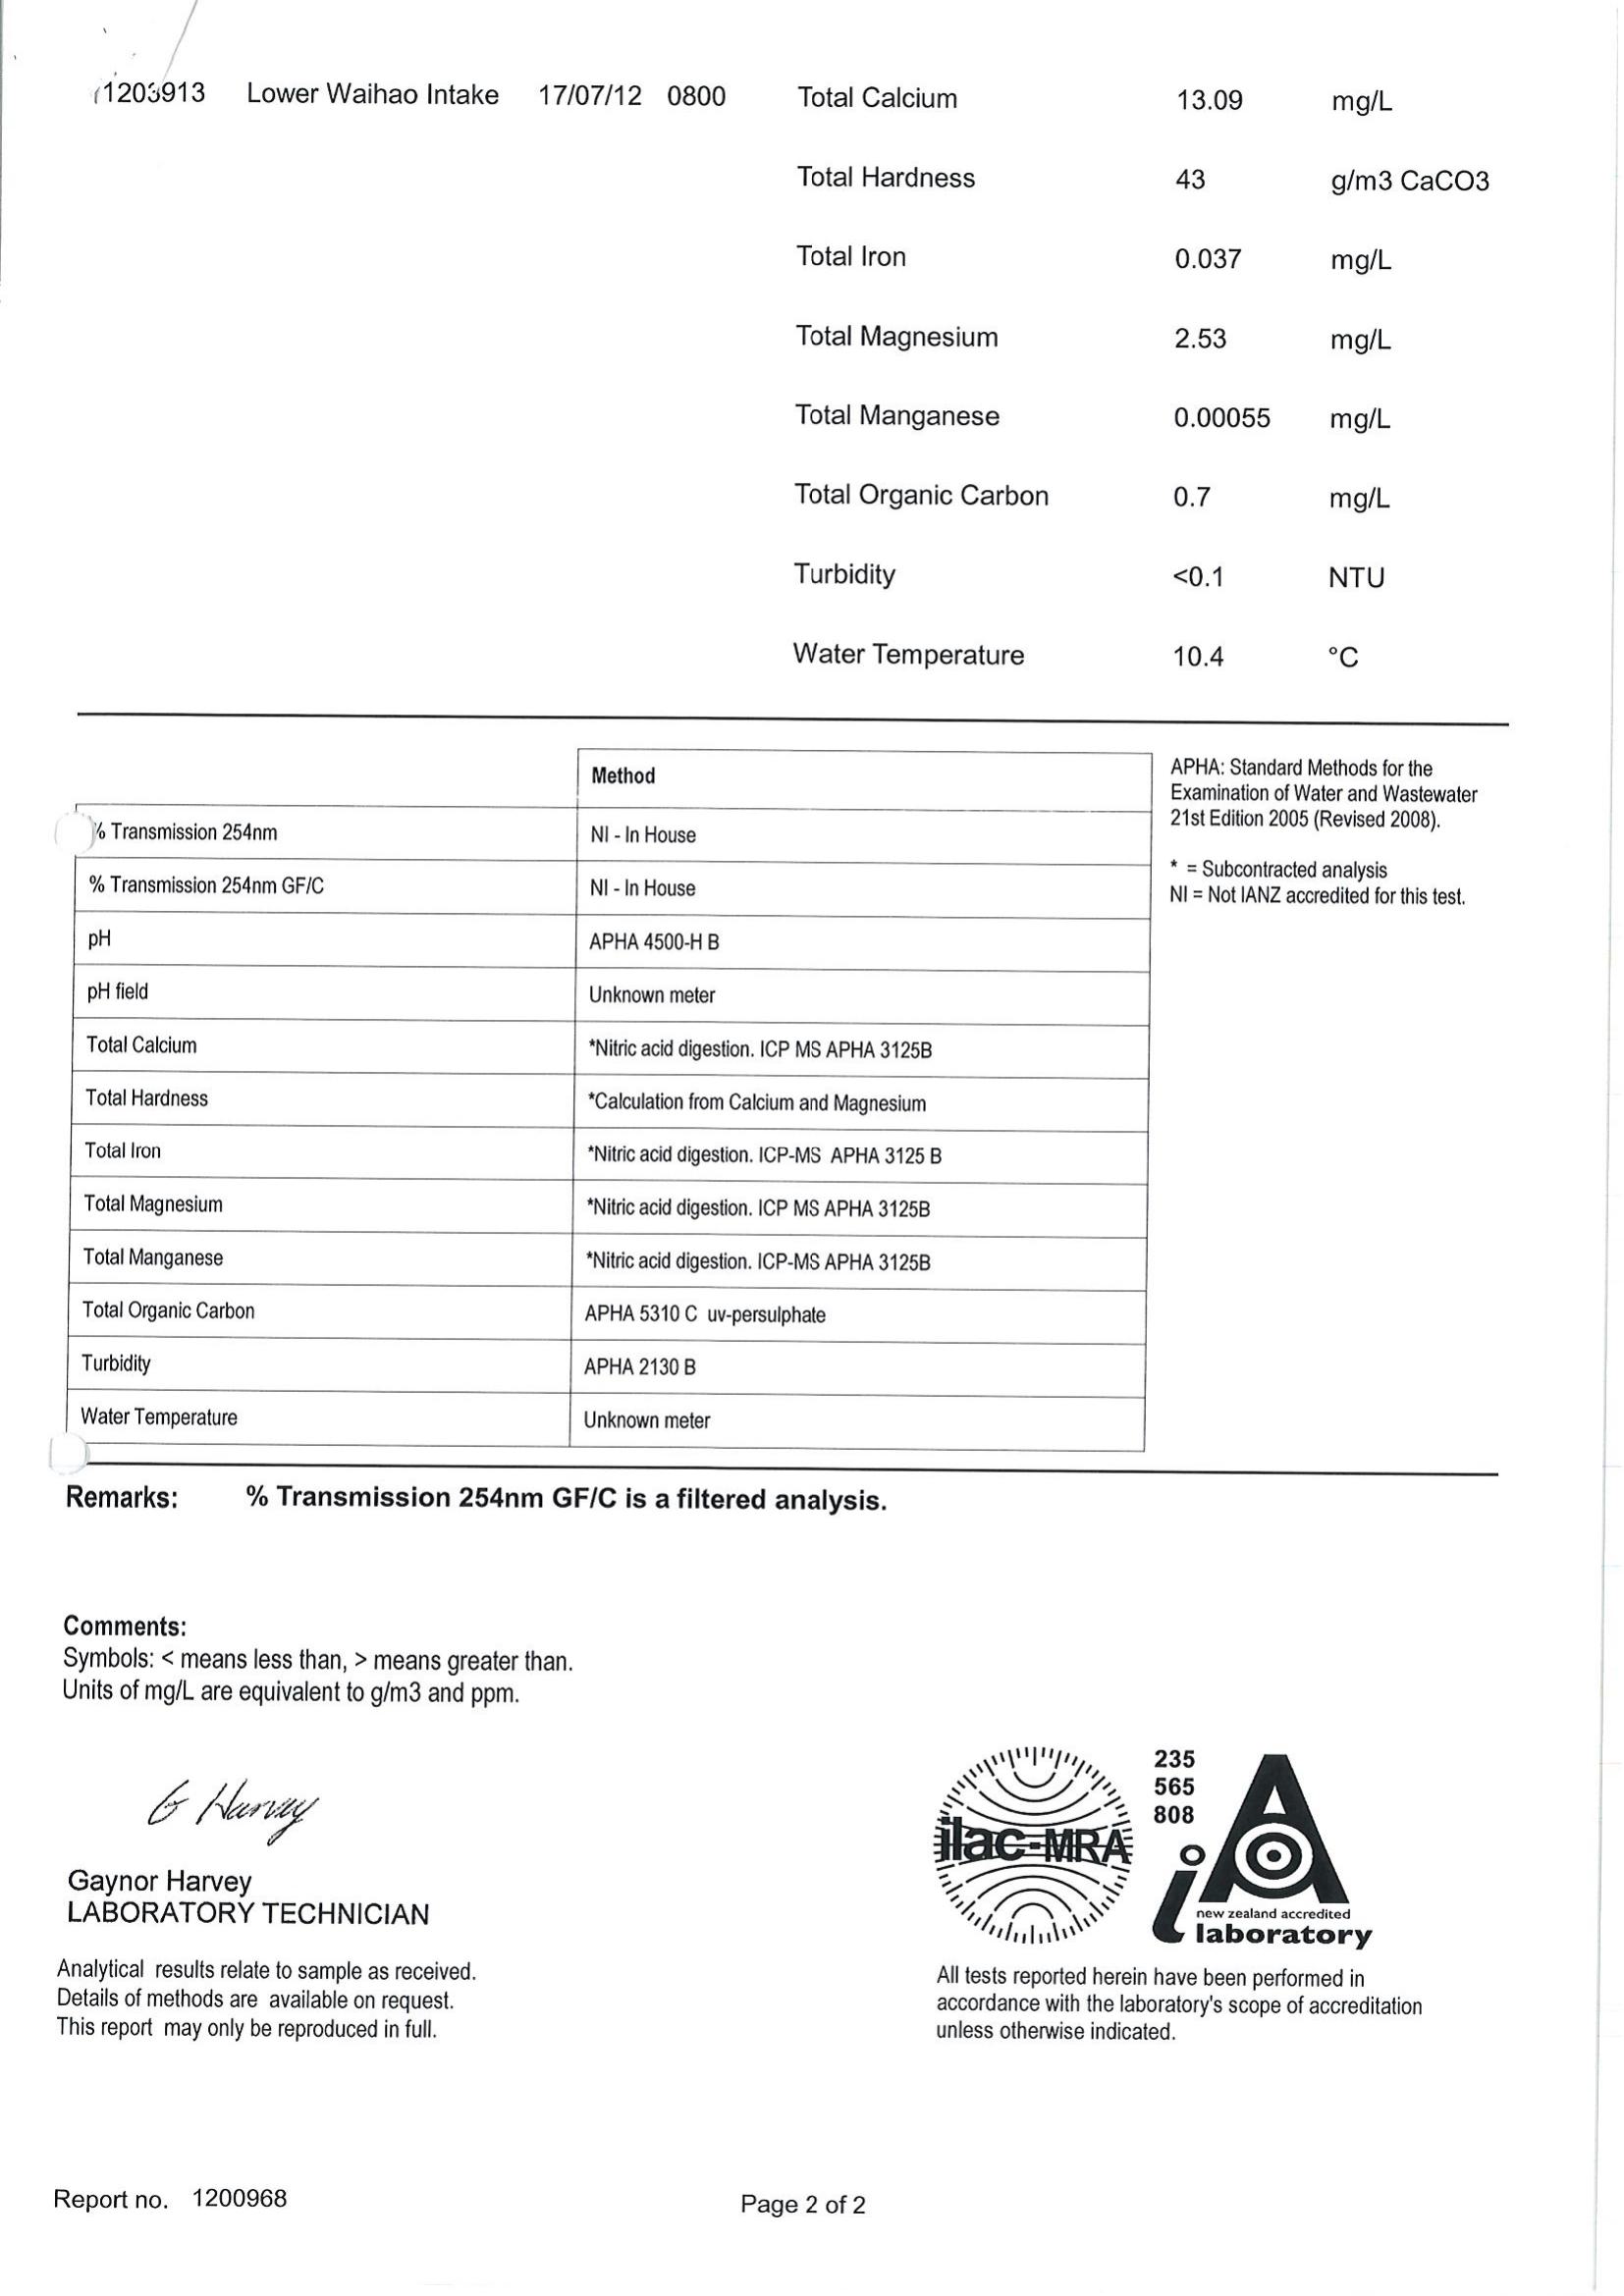 1203913 Lower Waihao Intake 17/07/12 0800 Total Calcium 13.09 mg/L
Total Hardness 43 g/m3 CaCO3
Total Iron 0.037 mg/L
Total Magnesium 2.53 mg/L
Total Manganese 0.00055 mg/L
Total Organic Carbon 0.7 mg/L
Turbidity <0.1 NTU
Water Temperature 10.4 °C
Method
% Transmission 254nm NI - In House
% Transmission 254nm GF/C NI - In House
pH APHA 4500-H B
pH field Unknown meter
Total Calcium *Nitric acid digestion. ICP MS APHA 3125B
Total Hardness *Calculation from Calcium and Magnesium
Total Iron *Nitric acid digestion. ICP-MS APHA 3125 B
Total Magnesium *Nitric acid digestion. ICP MS APHA 3125B
Total Manganese *Nitric acid digestion. ICP-MS APHA 3125B
Total Organic Carbon APHA 5310 C uv-persulphate
Turbidity APHA 2130 B
Water Temperature Unknown meter
APHA: Standard Methods for the
Examination of Water and Wastewater
21st Edition 2005 (Revised 2008).
* = Subcontracted analysis
NI = Not IANZ accredited for this test.
Remarks: % Transmission 254nm GF/C is a filtered analysis.
Comments:
Symbols: < means less than, > means greater than.
Units of mg/L are equivalent to g/m3 and ppm.
G Harvey
Gaynor Harvey
LABORATORY TECHNICIAN
Analytical results relate to sample as received.
Details of methods are available on request.
This report may only be reproduced in full.
ilac-MRA
235
565
808
iA
new zealand accredited
laboratory
All tests reported herein have been performed in
accordance with the laboratory's scope of accreditation
unless otherwise indicated.
Report no. 1200968
Page 2 of 2